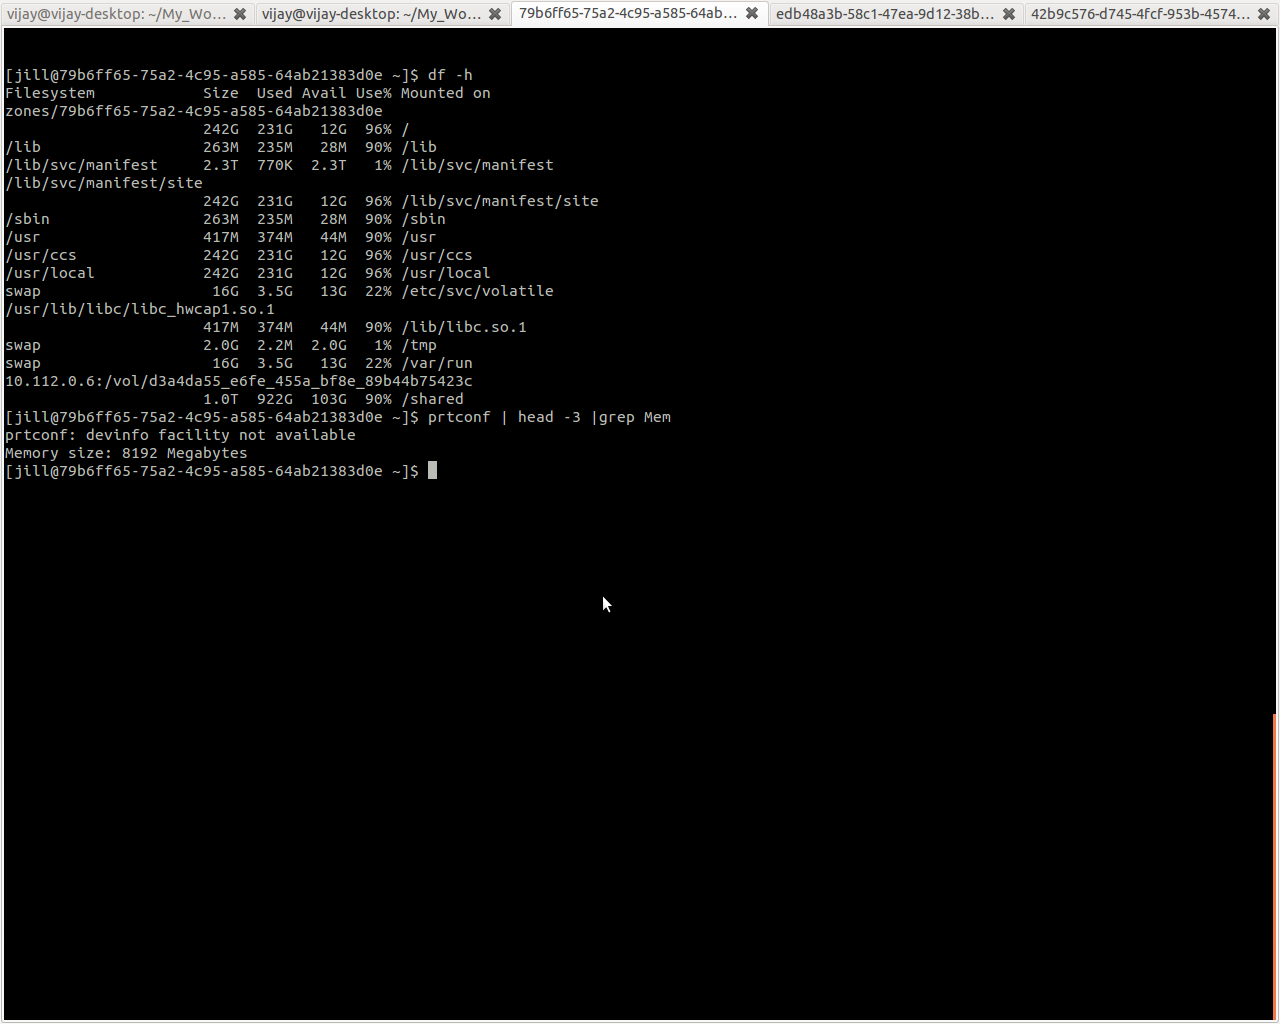 vijay@vijay-desktop: ~/My_Wo...
vijay@vijay-desktop: ~/My_Wo...
79b6ff65-75a2-4c95-a585-64ab...
edb48a3b-58c1-47ea-9d12-38b...
42b9c576-d745-4fcf-953b-4574...
[jill@79b6ff65-75a2-4c95-a585-64ab21383d0e ~]$ df -h
Filesystem            Size  Used Avail Use% Mounted on
zones/79b6ff65-75a2-4c95-a585-64ab21383d0e
                      242G  231G   12G  96% /
/lib                  263M  235M   28M  90% /lib
/lib/svc/manifest     2.3T  770K  2.3T   1% /lib/svc/manifest
/lib/svc/manifest/site
                      242G  231G   12G  96% /lib/svc/manifest/site
/sbin                 263M  235M   28M  90% /sbin
/usr                  417M  374M   44M  90% /usr
/usr/ccs              242G  231G   12G  96% /usr/ccs
/usr/local            242G  231G   12G  96% /usr/local
swap                   16G  3.5G   13G  22% /etc/svc/volatile
/usr/lib/libc/libc_hwcap1.so.1
                      417M  374M   44M  90% /lib/libc.so.1
swap                  2.0G  2.2M  2.0G   1% /tmp
swap                   16G  3.5G   13G  22% /var/run
10.112.0.6:/vol/d3a4da55_e6fe_455a_bf8e_89b44b75423c
                      1.0T  922G  103G  90% /shared
[jill@79b6ff65-75a2-4c95-a585-64ab21383d0e ~]$ prtconf | head -3 |grep Mem
prtconf: devinfo facility not available
Memory size: 8192 Megabytes
[jill@79b6ff65-75a2-4c95-a585-64ab21383d0e ~]$